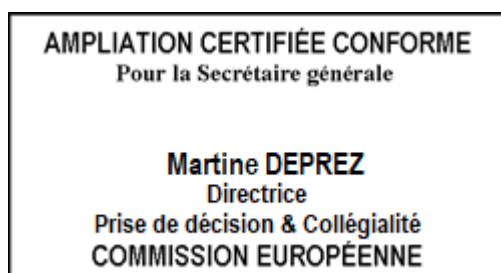 AMPLIATION CERTIFIÉE CONFORME
Pour la Secrétaire générale
Martine DEPREZ
Directrice
Prise de décision & Collégialité
COMMISSION EUROPÉENNE